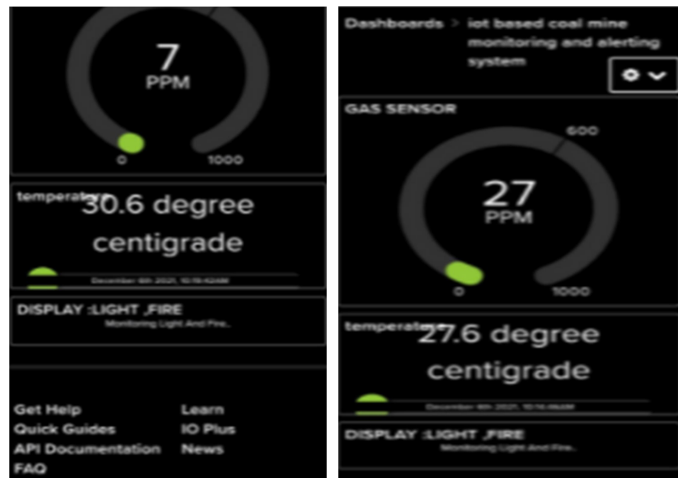 7
PPM
0 1000
temperature
30.6 degree
centigrade
DISPLAY :LIGHT ,FIRE
Monitoring Light And Fire..
Get Help Learn
Quick Guides IO Plus
API Documentation News
FAQ
Dashboards > iot based coal mine
monitoring and alerting
system
GAS SENSOR
600
27
PPM
0 1000
temperature
27.6 degree
centigrade
December 6th 2021,
DISPLAY :LIGHT ,FIRE
Monitoring Light And Fire..